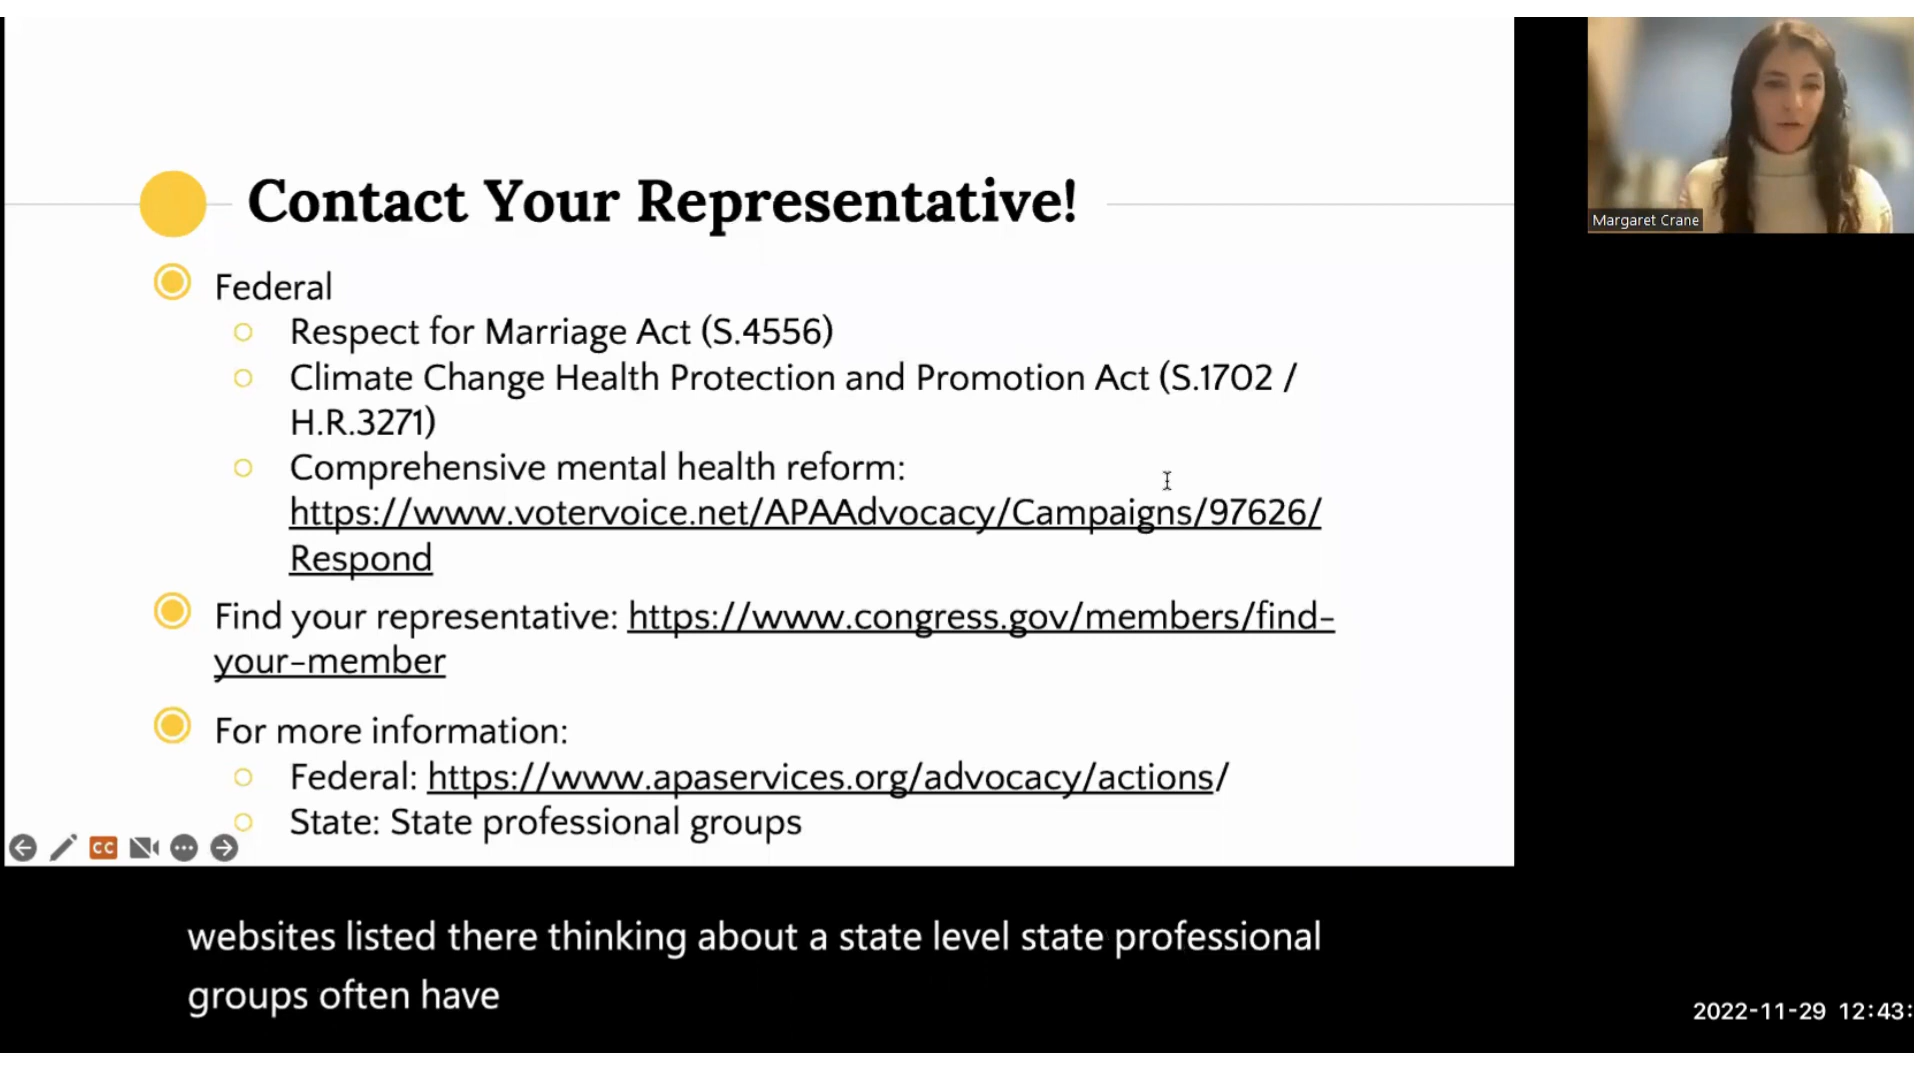 Contact Your Representative!
Federal
Respect for Marriage Act (S.4556)
Climate Change Health Protection and Promotion Act (S.1702 /
H.R.3271)
Comprehensive mental health reform:
https://www.votervoice.net/APAAdvocacy/Campaigns/97626/
Respond
Find your representative: https://www.congress.gov/members/find-
your-member
For more information:
Federal: https://www.apaservices.org/advocacy/actions/
State: State professional groups
CC
Margaret Crane
websites listed there thinking about a state level state professional
groups often have
2022-11-29 12:43: